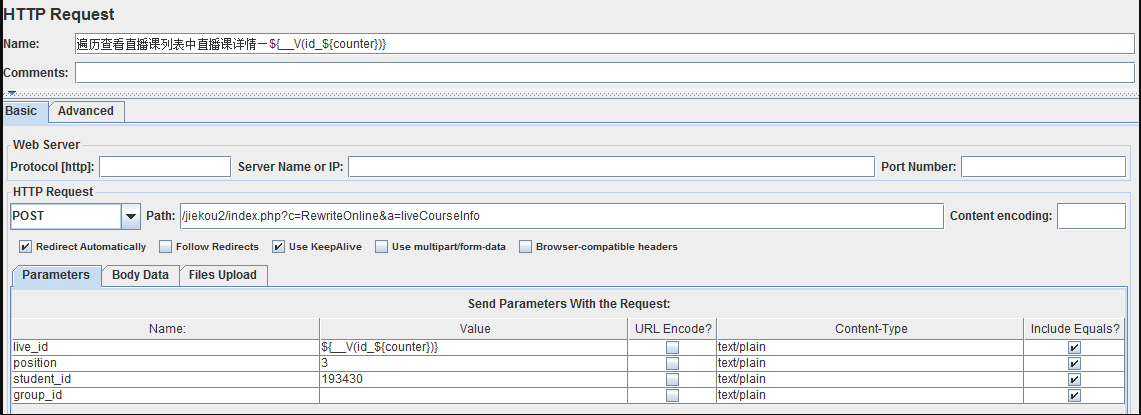 HTTP Request
Name: 遍历查看直播课列表中直播课详情－${__V(id_${counter})}
Comments:
Basic Advanced
Web Server
Protocol [http]: Server Name or IP: Port Number:
HTTP Request
POST Path: /jiekou2/index.php?c=RewriteOnline&a=liveCourseInfo Content encoding:
Redirect Automatically Follow Redirects Use KeepAlive Use multipart/form-data Browser-compatible headers
Parameters Body Data Files Upload
Send Parameters With the Request:
Name: Value URL Encode? Content-Type Include Equals?
live_id ${__V(id_${counter})} text/plain
position 3 text/plain
student_id 193430 text/plain
group_id text/plain